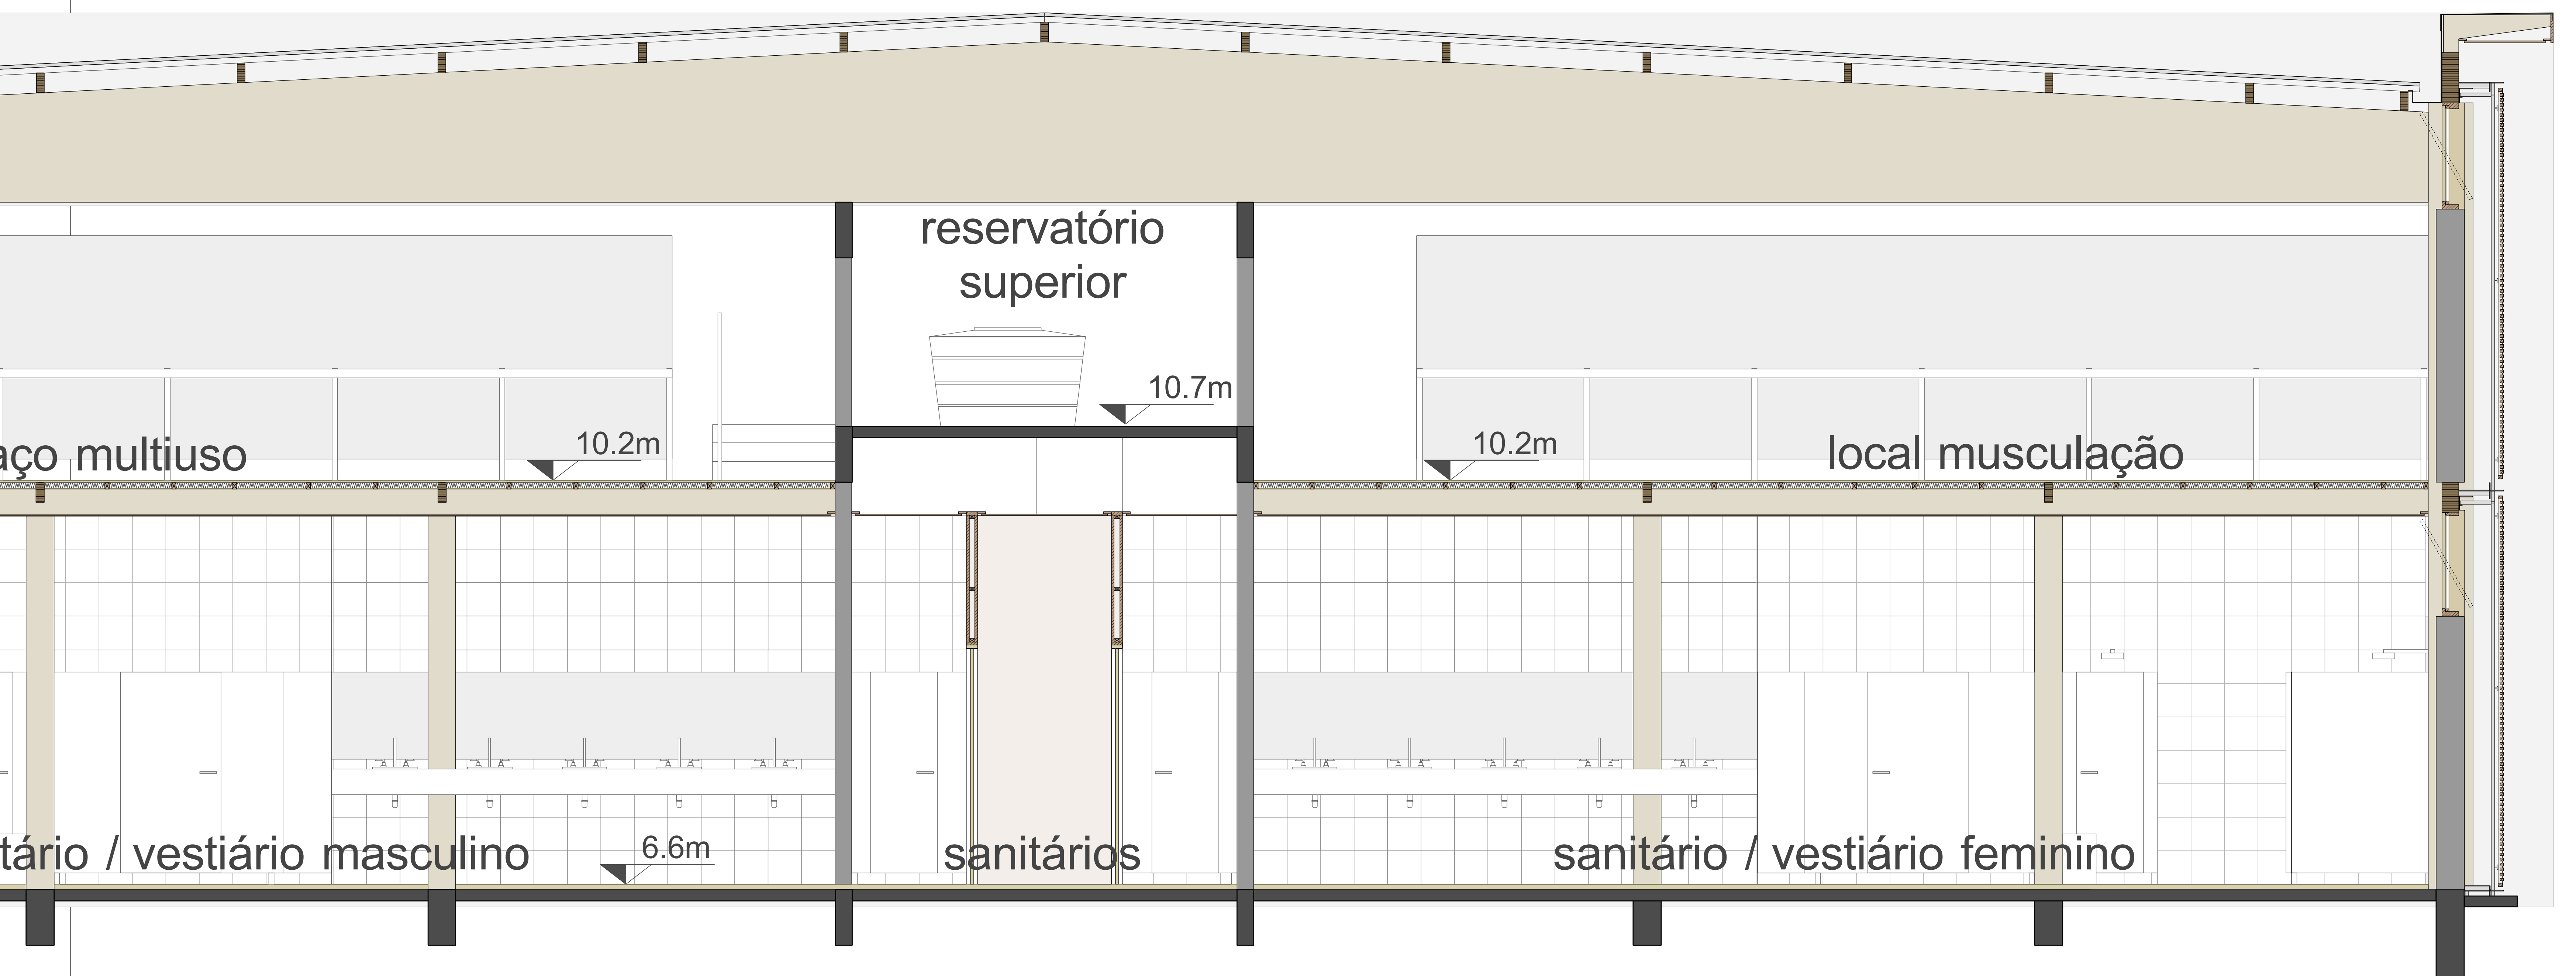 reservatório
superior
10.7m
10.2m
10.2m
aço multiuso
local musculação
6.6m
tário / vestiário masculino
sanitários
sanitário / vestiário feminino